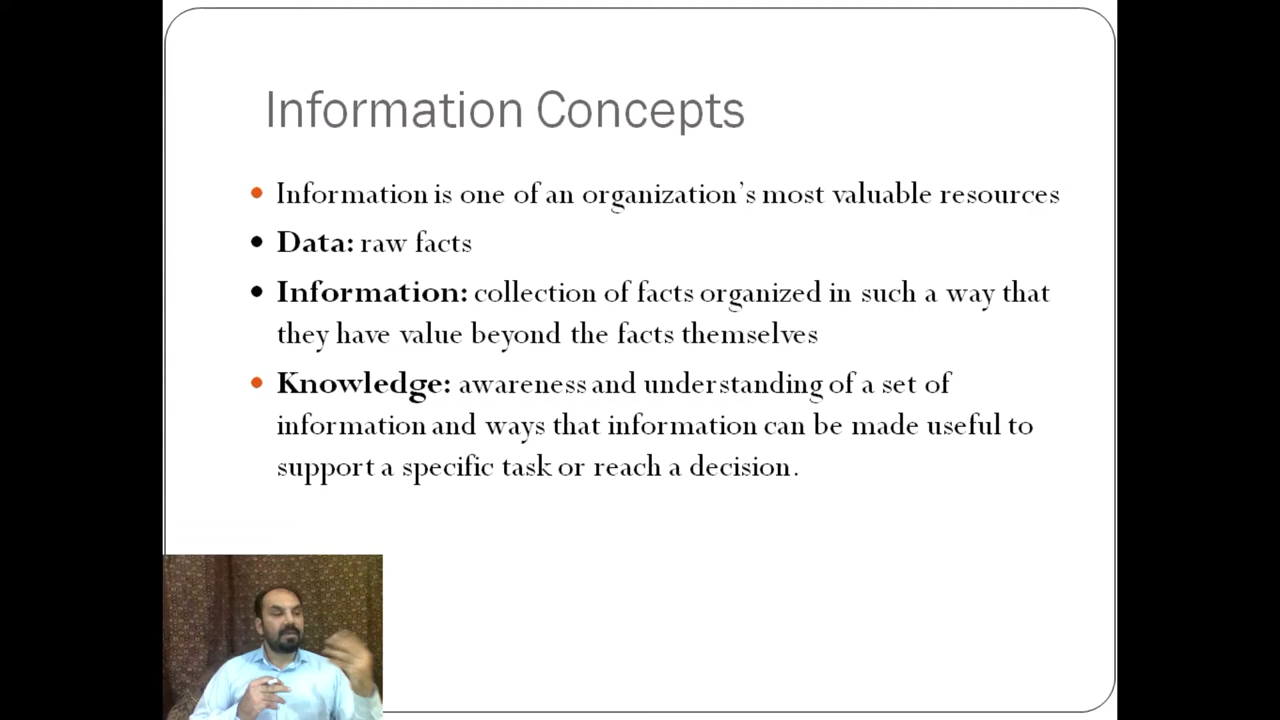 Information Concepts
• Information is one of an organization's most valuable resources
• Data: raw facts
• Information: collection of facts organized in such a way that
they have value beyond the facts themselves
• Knowledge: awareness and understanding of a set of
information and ways that information can be made useful to
support a specific task or reach a decision.